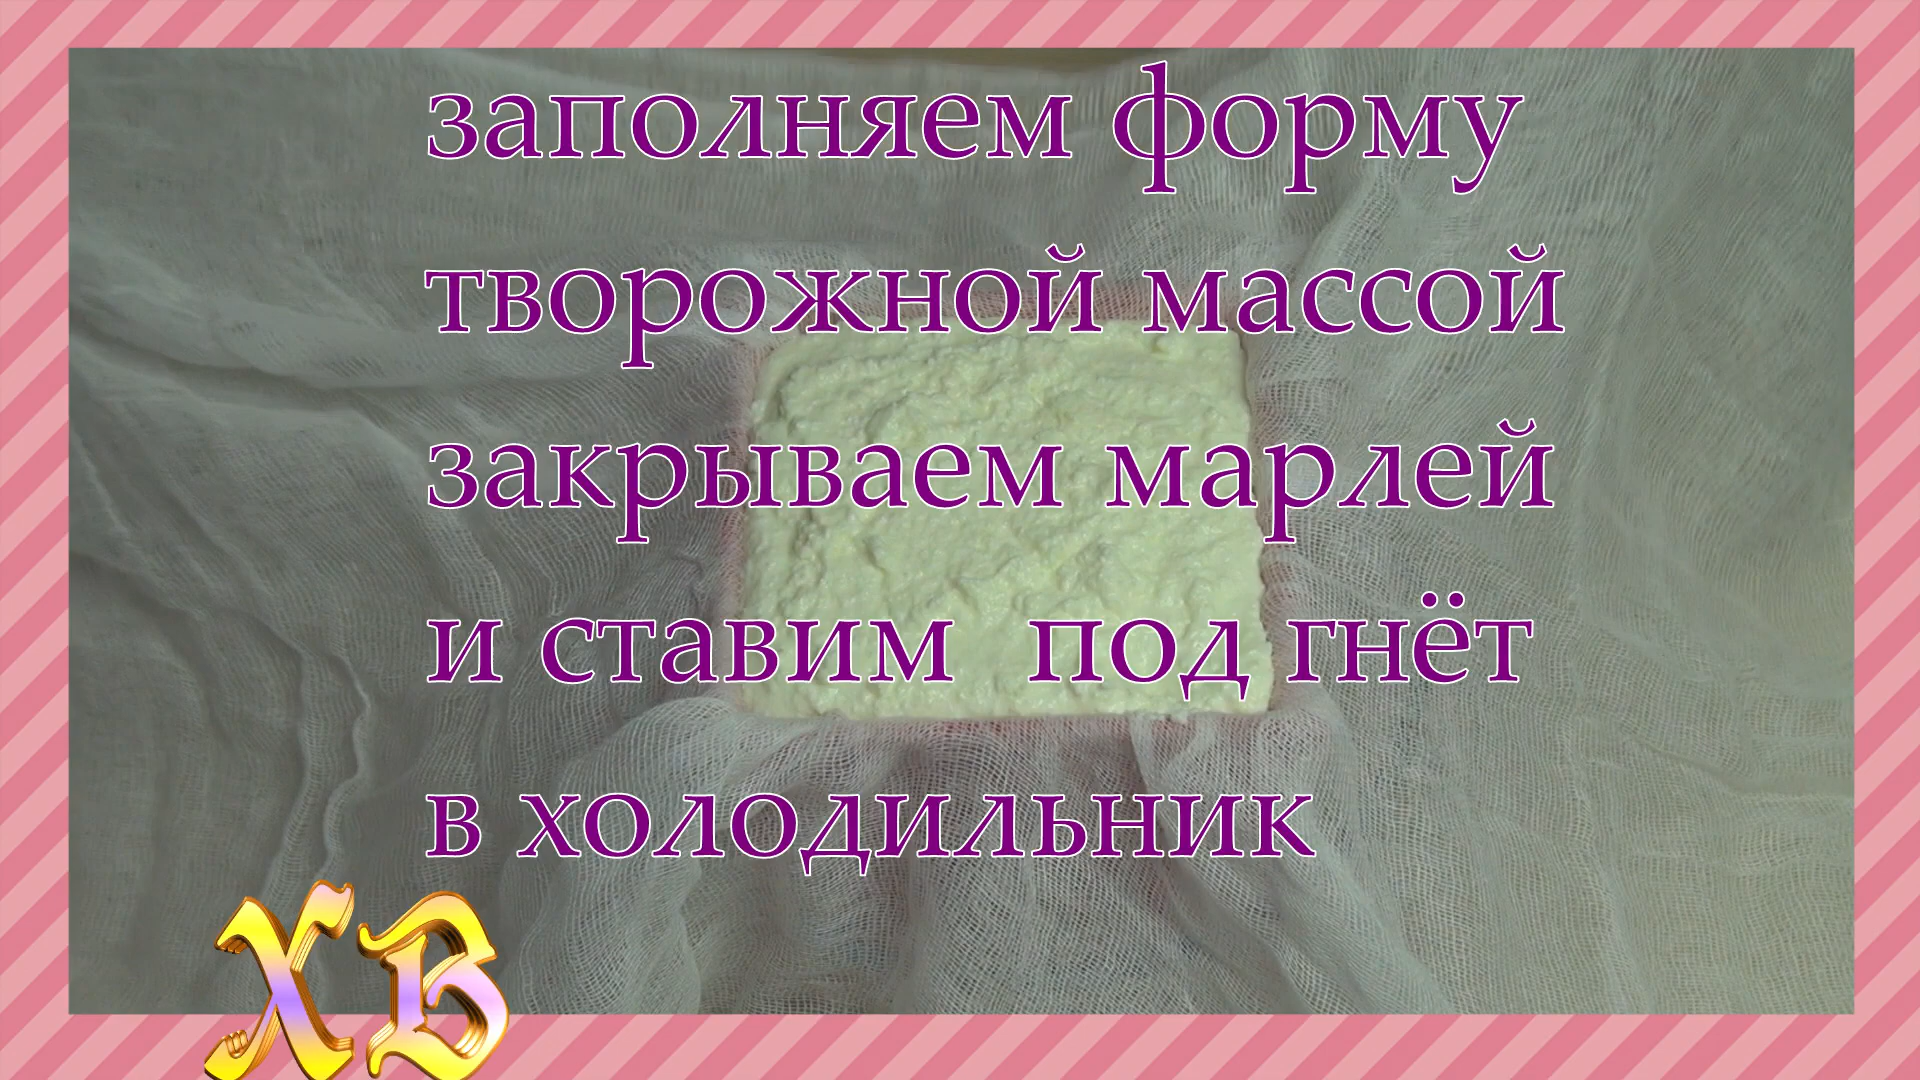 заполняем форму
творожной массой
закрываем марлей
и ставим под гнёт
в холодильник
ХВ